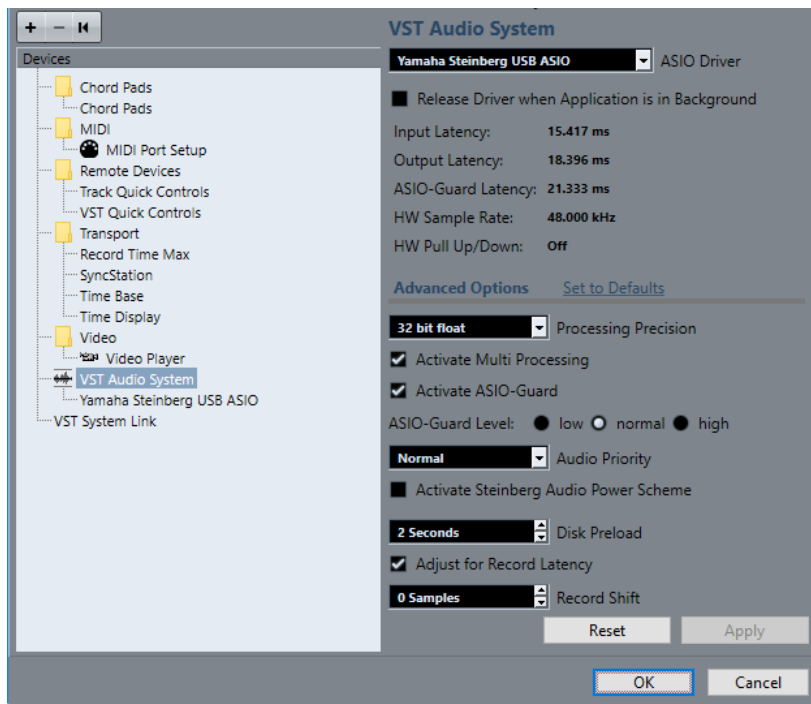 Devices
Chord Pads
Chord Pads
MIDI
MIDI Port Setup
Remote Devices
Track Quick Controls
VST Quick Controls
Transport
Record Time Max
SyncStation
Time Base
Time Display
Video
Video Player
VST Audio System
Yamaha Steinberg USB ASIO
VST System Link
VST Audio System
Yamaha Steinberg USB ASIO ASIO Driver
Release Driver when Application is in Background
Input Latency: 15.417 ms
Output Latency: 18.396 ms
ASIO-Guard Latency: 21.333 ms
HW Sample Rate: 48.000 kHz
HW Pull Up/Down: Off
Advanced Options Set to Defaults
32 bit float Processing Precision
Activate Multi Processing
Activate ASIO-Guard
ASIO-Guard Level: low normal high
Normal Audio Priority
Activate Steinberg Audio Power Scheme
2 Seconds Disk Preload
Adjust for Record Latency
0 Samples Record Shift
Reset Apply
OK Cancel